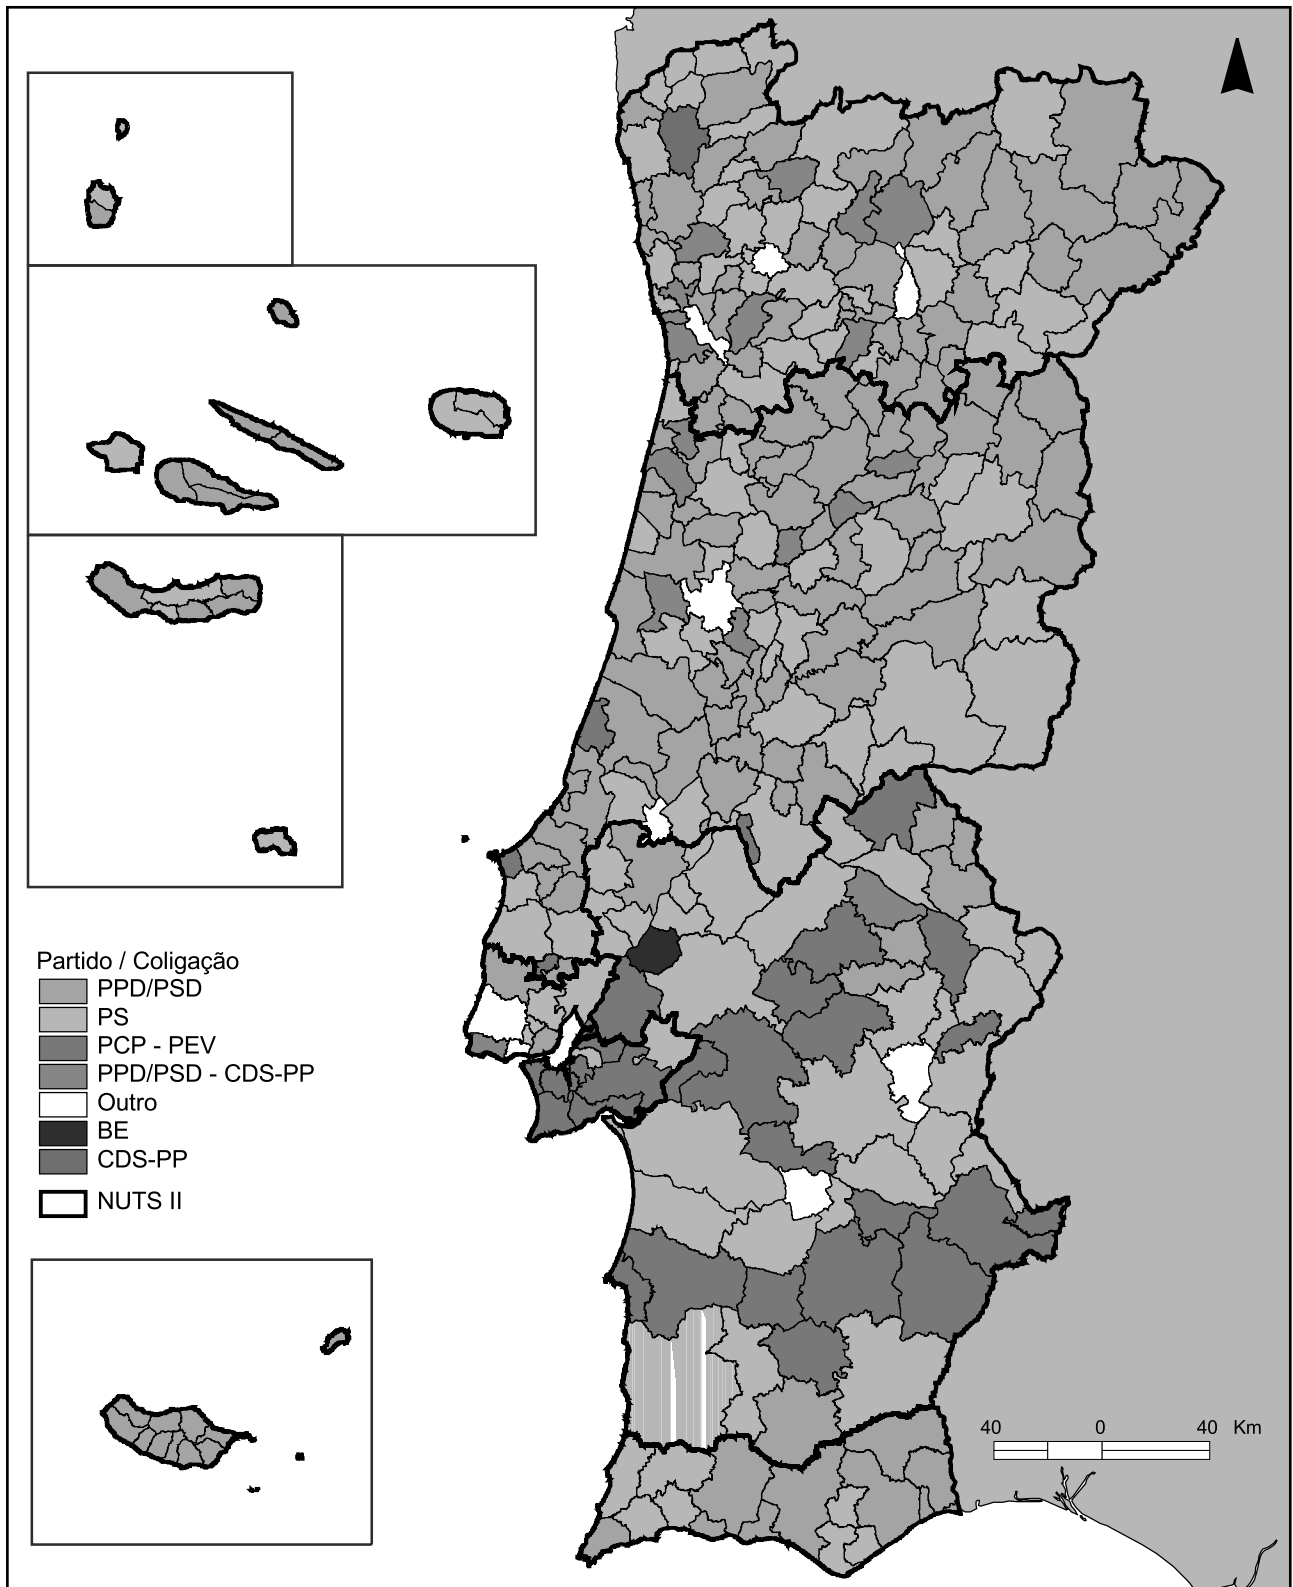 Partido / Coligação
PPD/PSD
PS
PCP - PEV
PPD/PSD - CDS-PP
Outro
BE
CDS-PP
NUTS II
40 0 40 Km